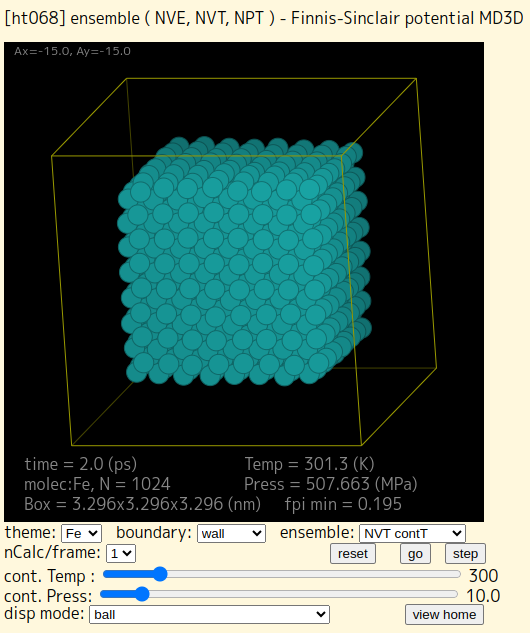 [ht068] ensemble ( NVE, NVT, NPT ) - Finnis-Sinclair potential MD3D
Ax=-15.0, Ay=-15.0
time = 2.0 (ps) Temp = 301.3 (K)
molec:Fe, N = 1024 Press = 507.663 (MPa)
Box = 3.296x3.296x3.296 (nm) fpi min = 0.195
theme: Fe boundary: wall ensemble: NVT contT
nCalc/frame: 1 reset go step
cont. Temp : 300
cont. Press: 10.0
disp mode: ball view home